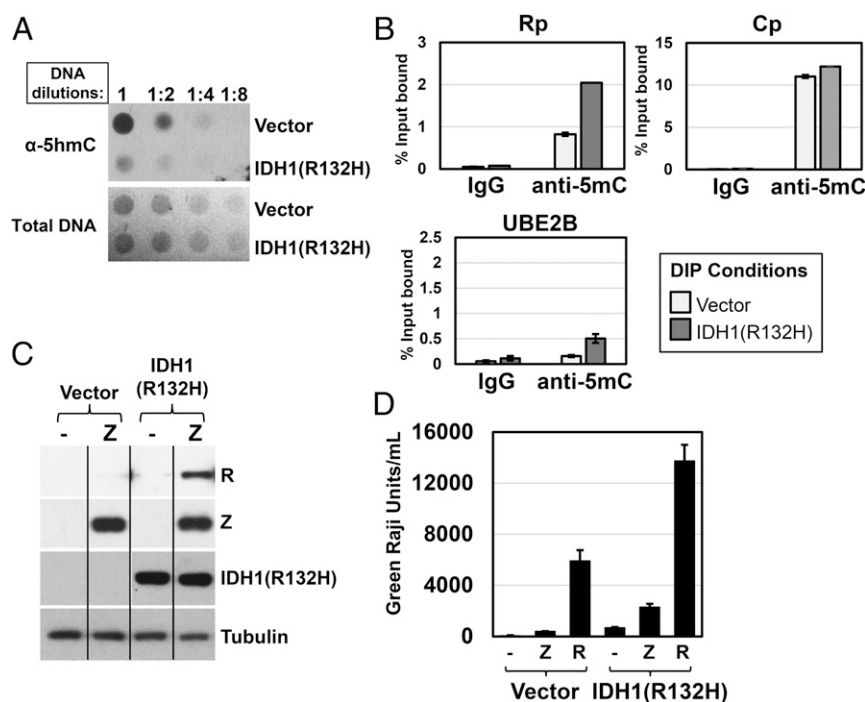 A
DNA
dilutions:
1 1:2 1:4 1:8
α-5hmC
Vector
IDH1(R132H)
Total DNA
Vector
IDH1(R132H)
B
Rp
% Input bound
3
2
1
0
IgG anti-5mC
Cp
% Input bound
15
10
5
0
IgG anti-5mC
UBE2B
% Input bound
2.5
2
1.5
1
0.5
0
IgG anti-5mC
DIP Conditions
Vector
IDH1(R132H)
C
Vector
IDH1
(R132H)
- Z - Z
R
Z
IDH1(R132H)
Tubulin
D
Green Raji Units/mL
16000
12000
8000
4000
0
- Z R - Z R
Vector IDH1(R132H)